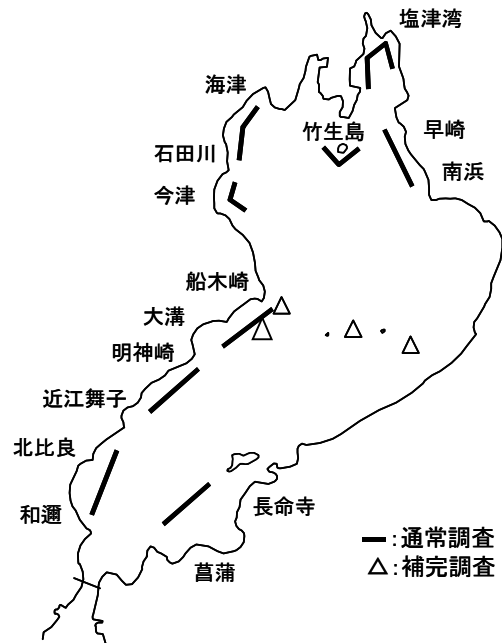 塩津湾
海津
竹生島
早崎
石田川
南浜
今津
船木崎
大溝
明神崎
近江舞子
北比良
和邇
長命寺
菖蒲
━:通常調査
△:補完調査